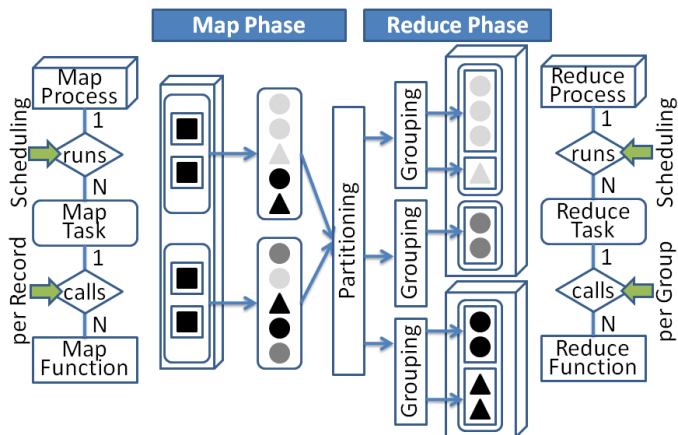 Map Phase
Reduce Phase
Map
Process
1
Scheduling
runs
N
Map
Task
1
per Record
calls
N
Map
Function
Partitioning
Grouping
Grouping
Grouping
Reduce
Process
1
runs
Scheduling
N
Reduce
Task
1
calls
per Group
N
Reduce
Function